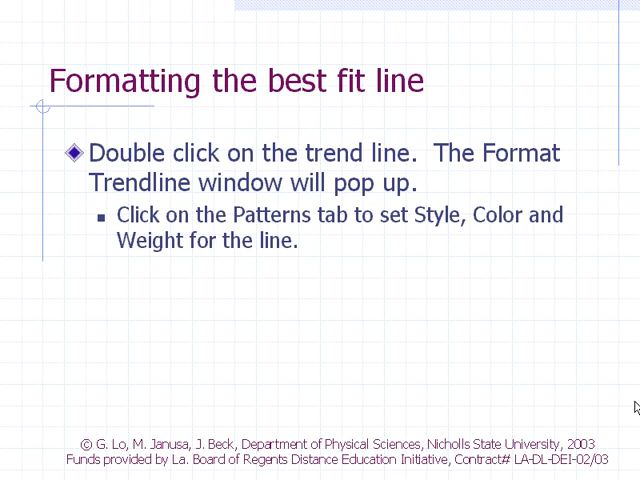 Formatting the best fit line
Double click on the trend line.  The Format
Trendline window will pop up.
Click on the Patterns tab to set Style, Color and
Weight for the line.
© G. Lo, M. Janusa, J. Beck, Department of Physical Sciences, Nicholls State University, 2003
Funds provided by La. Board of Regents Distance Education Initiative, Contract# LA-DL-DEI-02/03